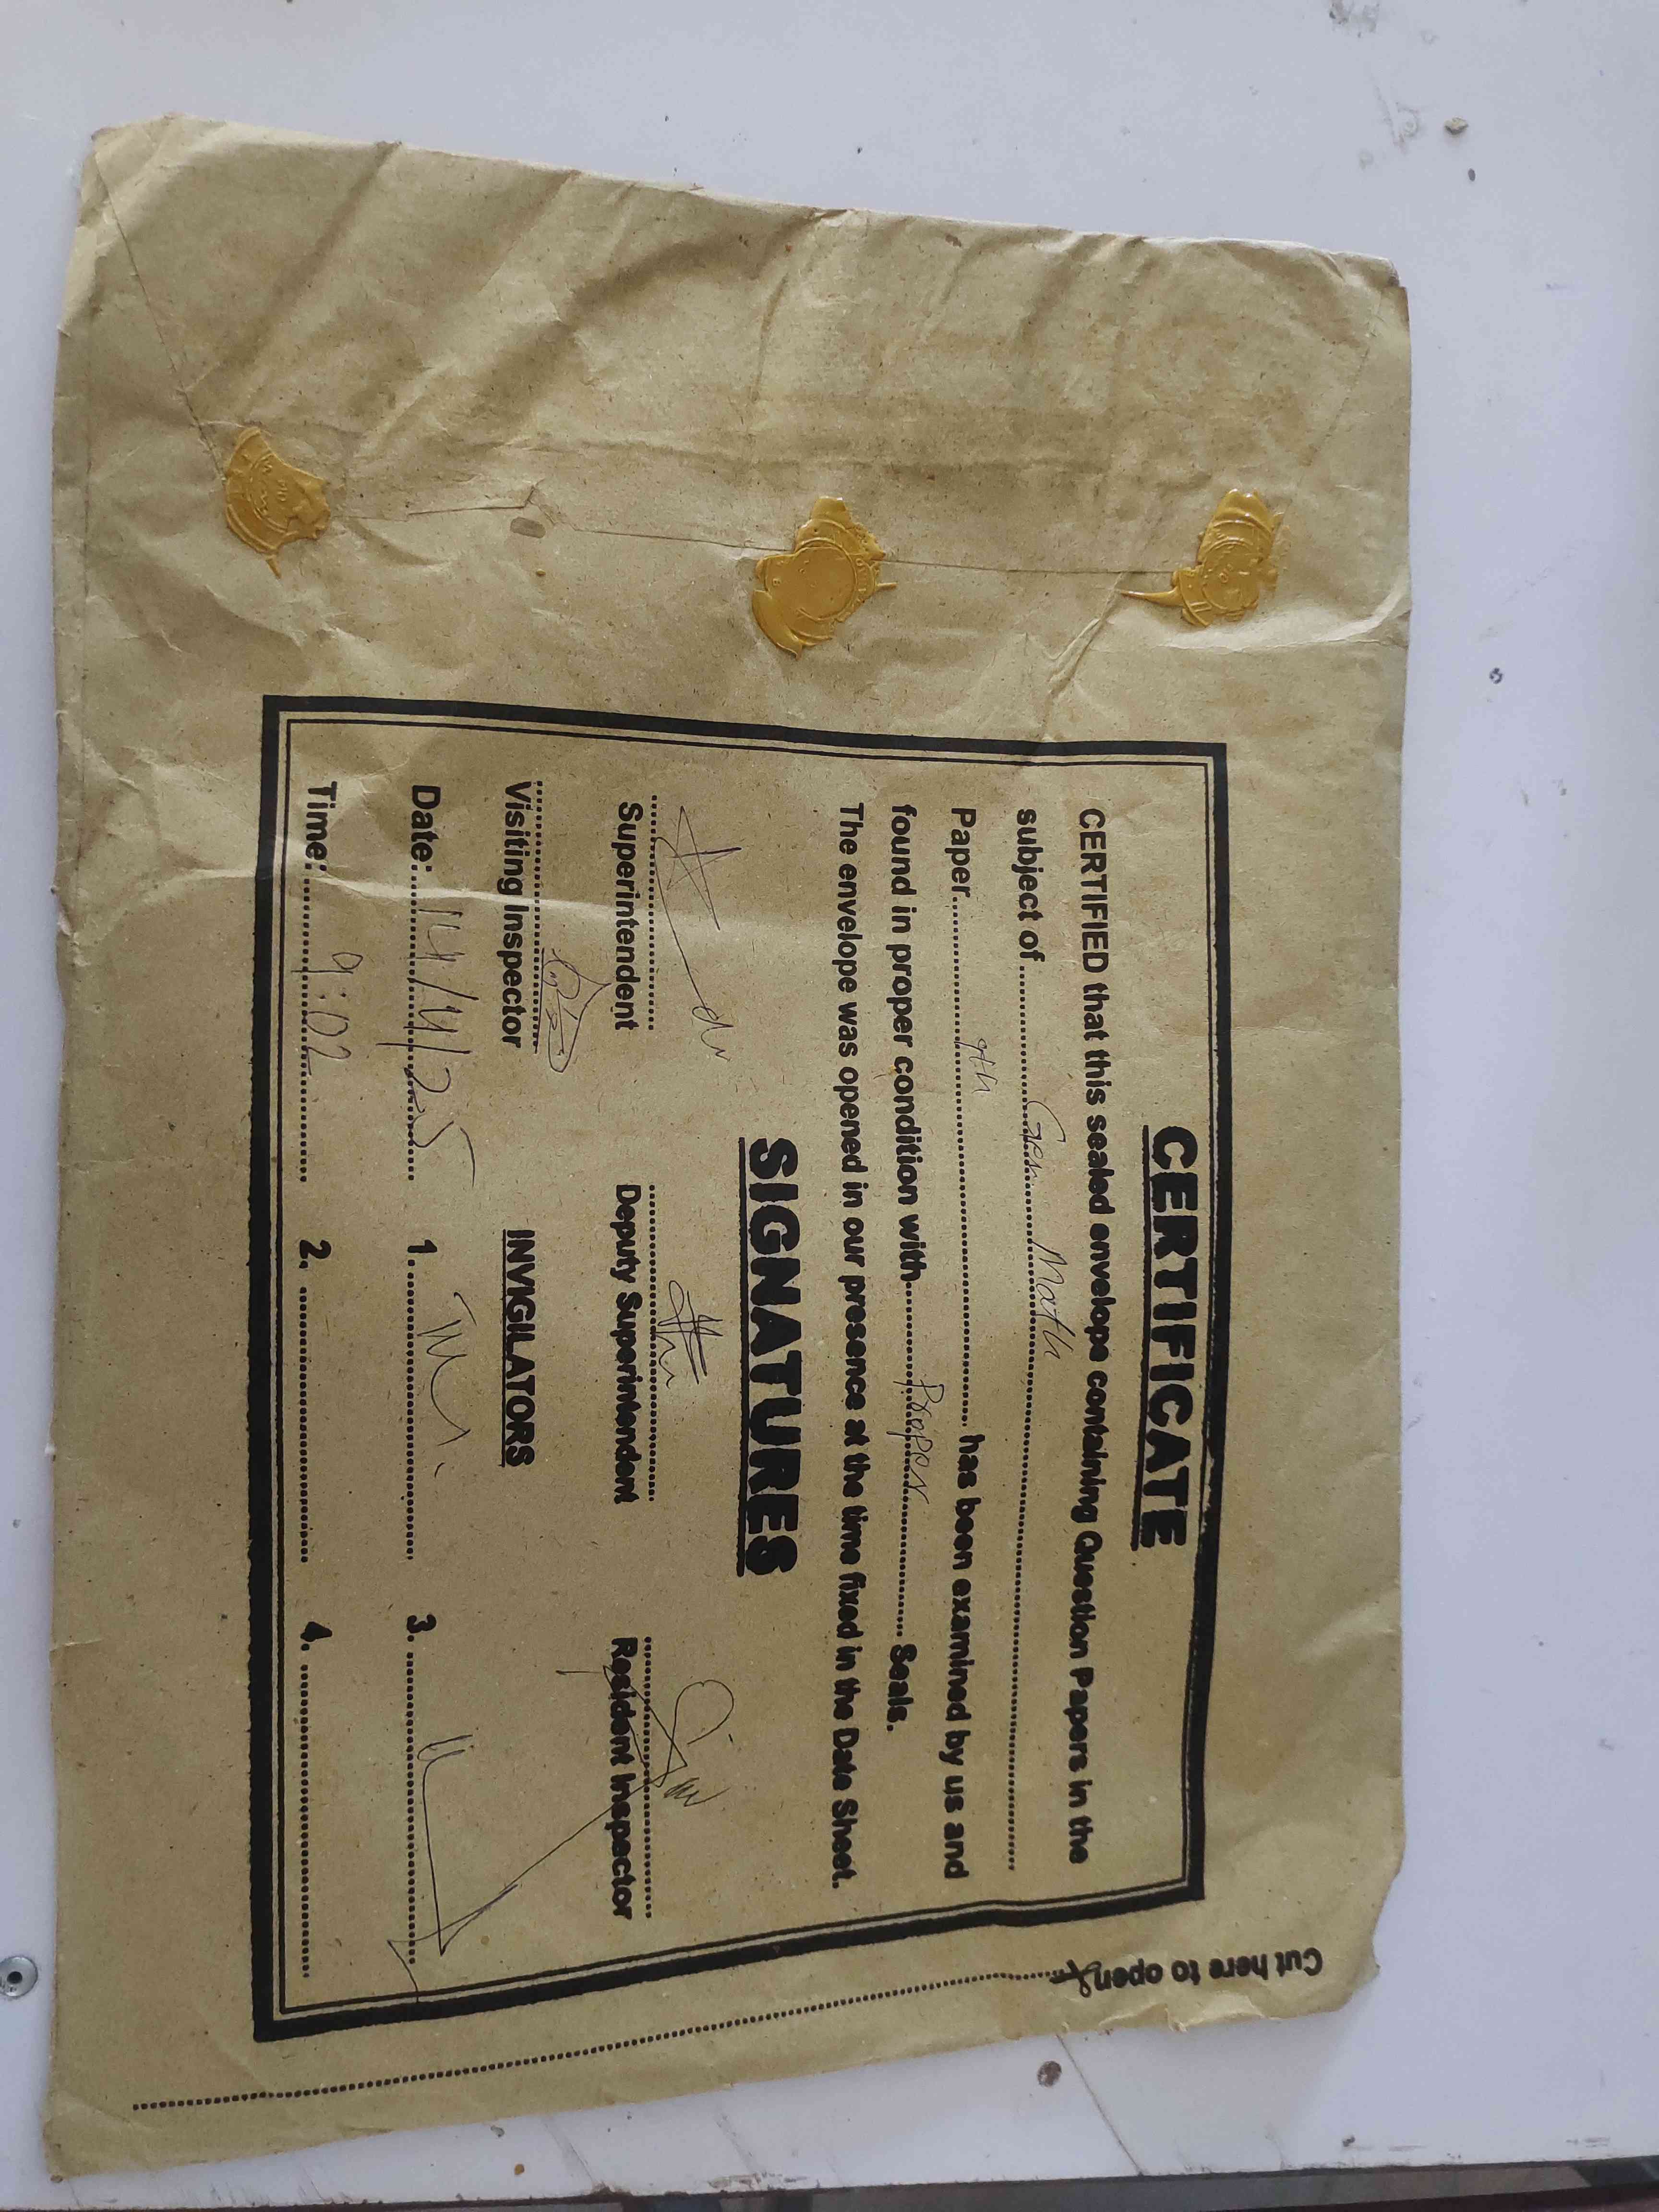 CERTIFICATE
CERTIFIED that this sealed envelope containing Question Papers in the
subject of ............ Gen. Math ............
Paper............ 9th ............ has been examined by us and
found in proper condition with............ Proper ............ Seals.
The envelope was opened in our presence at the time fixed in the Date Sheet.
SIGNATURES
Superintendent Deputy Superintendent Resident Inspector
Visiting Inspector INVIGILATORS
Date:............ 14/4/25 1. ............ 3. ............
Time:............ 9:02 2. ............ 4. ............
Cut here to open